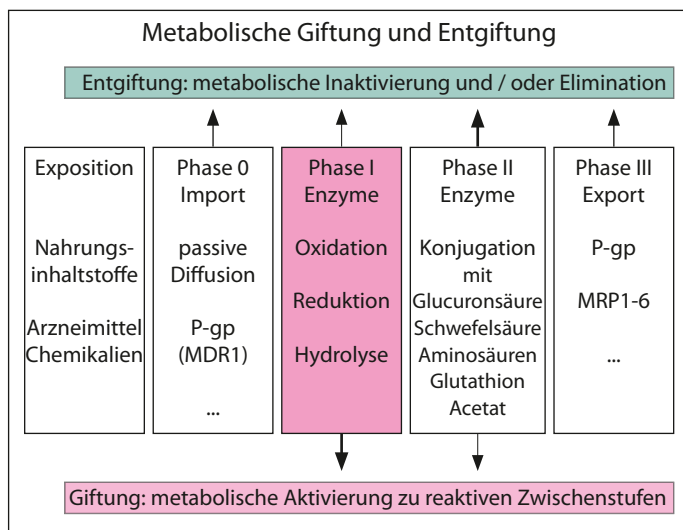 Metabolische Giftung und Entgiftung
Entgiftung: metabolische Inaktivierung und / oder Elimination
Exposition
Nahrungs-
inhaltstoffe
Arzneimittel
Chemikalien
Phase 0
Import
passive
Diffusion
P-gp
(MDR1)
...
Phase I
Enzyme
Oxidation
Reduktion
Hydrolyse
Phase II
Enzyme
Konjugation
mit
Glucuronsäure
Schwefelsäure
Aminosäuren
Glutathion
Acetat
Phase III
Export
P-gp
MRP1-6
...
Giftung: metabolische Aktivierung zu reaktiven Zwischenstufen